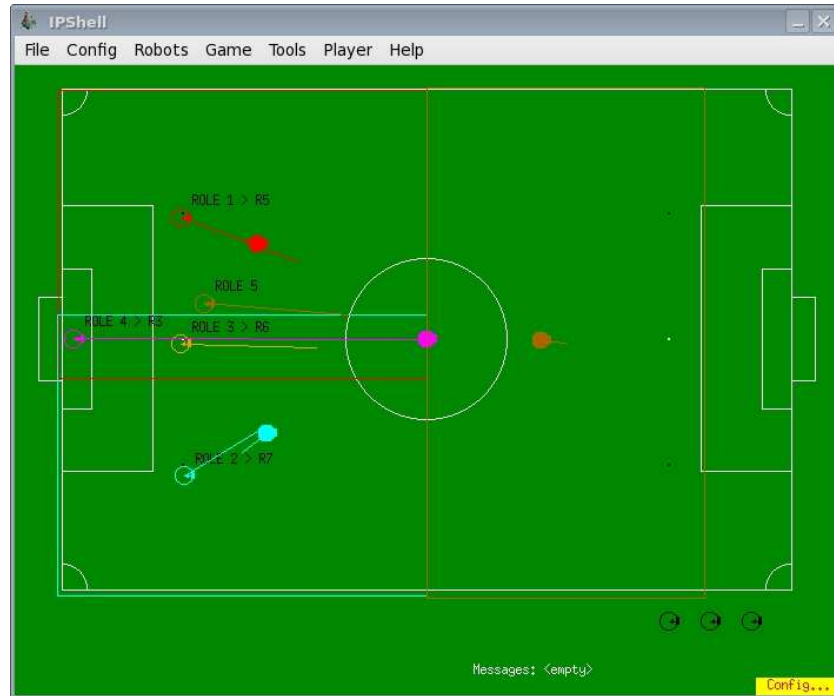 IPShell
File Config Robots Game Tools Player Help
ROLE 1 > R5
ROLE 5
ROLE 4 > R3
ROLE 3 > R6
ROLE 2 > R7
Messages: <empty>
Config...